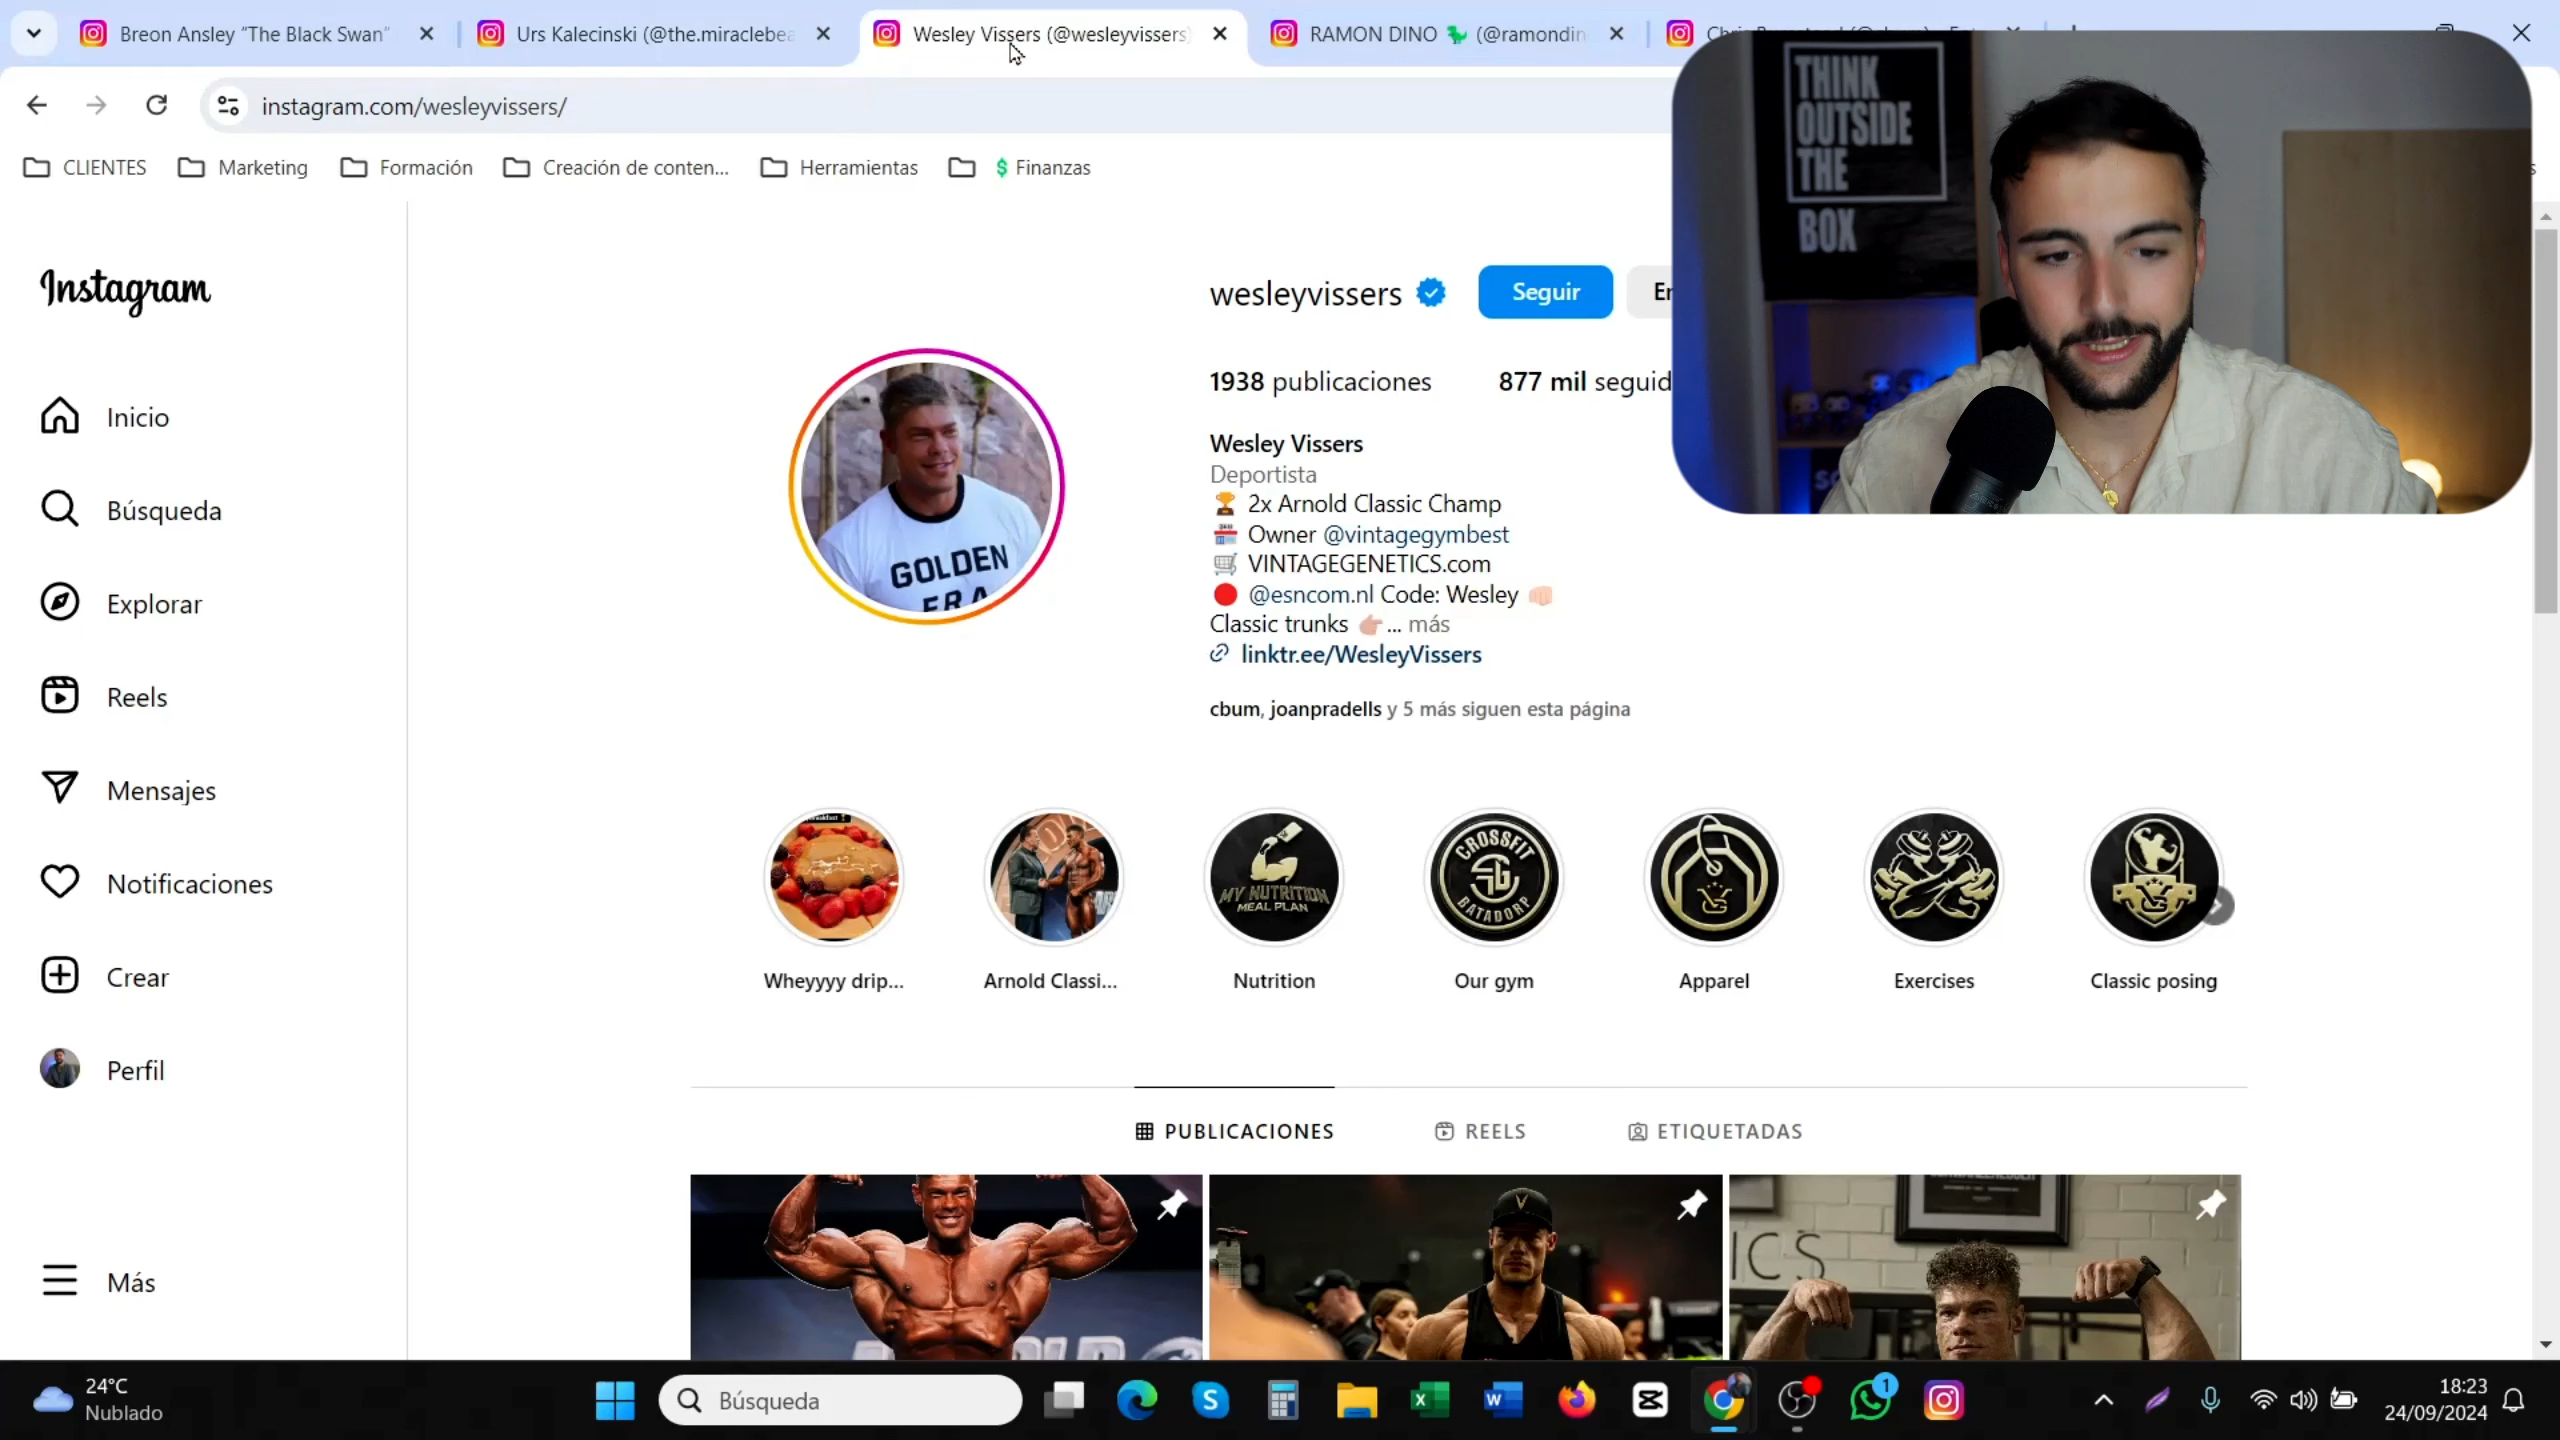 Breon Ansley “The Black Swan”
Urs Kalecinski (@the.miraclebea
Wesley Vissers (@wesleyvissers)
RAMON DINO 🦖 (@ramondin
instagram.com/wesleyvissers/
CLIENTES
Marketing
Formación
Creación de conten...
Herramientas
$ Finanzas
THINK
OUTSIDE
THE
BOX
Instagram
Inicio
Búsqueda
Explorar
Reels
Mensajes
Notificaciones
Crear
Perfil
Más
wesleyvissers
Seguir
1938 publicaciones
877 mil seguid
Wesley Vissers
Deportista
🏆 2x Arnold Classic Champ
🏪 Owner @vintagegymbest
🛒 VINTAGEGENETICS.com
🔴 @esncom.nl Code: Wesley 👊🏻
Classic trunks 👉🏼... más
linktr.ee/WesleyVissers
cbum, joanpradells y 5 más siguen esta página
GOLDEN
ERA
MY NUTRITION
MEAL PLAN
CROSSFIT
BATADORP
Wheyyyy drip...
Arnold Classi...
Nutrition
Our gym
Apparel
Exercises
Classic posing
PUBLICACIONES
REELS
ETIQUETADAS
24°C
Nublado
Búsqueda
1
18:23
24/09/2024